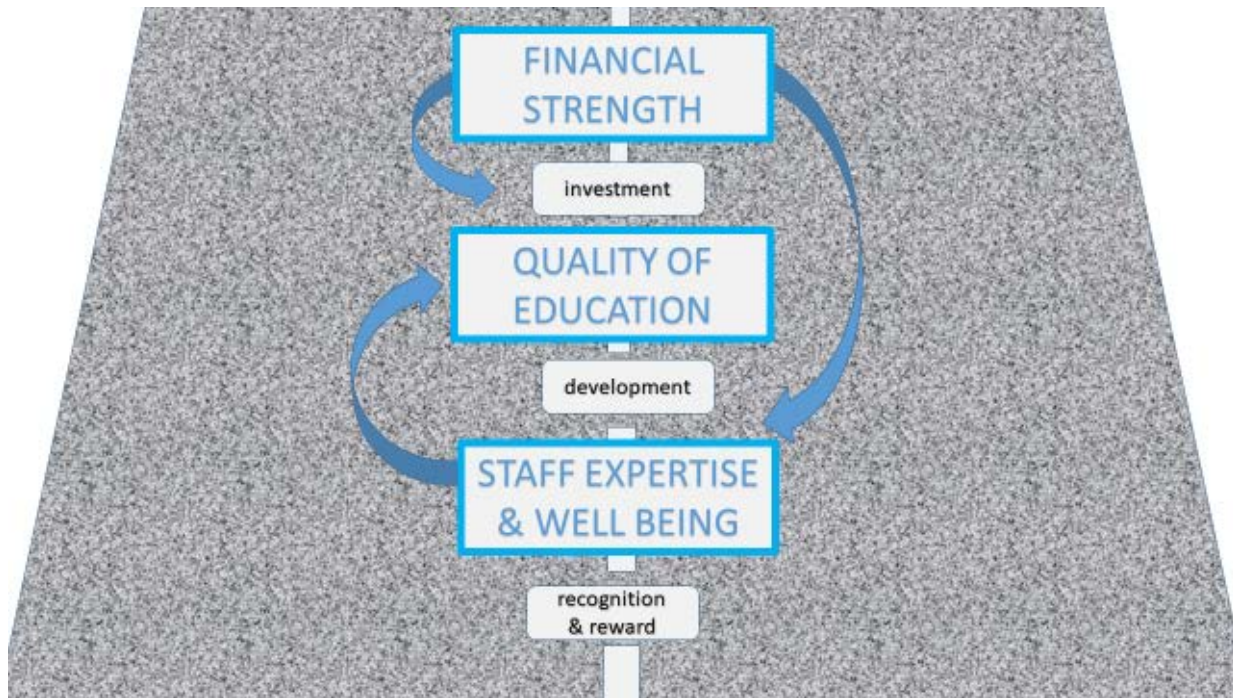 FINANCIAL
STRENGTH
investment
QUALITY OF
EDUCATION
development
STAFF EXPERTISE
& WELL BEING
recognition
& reward